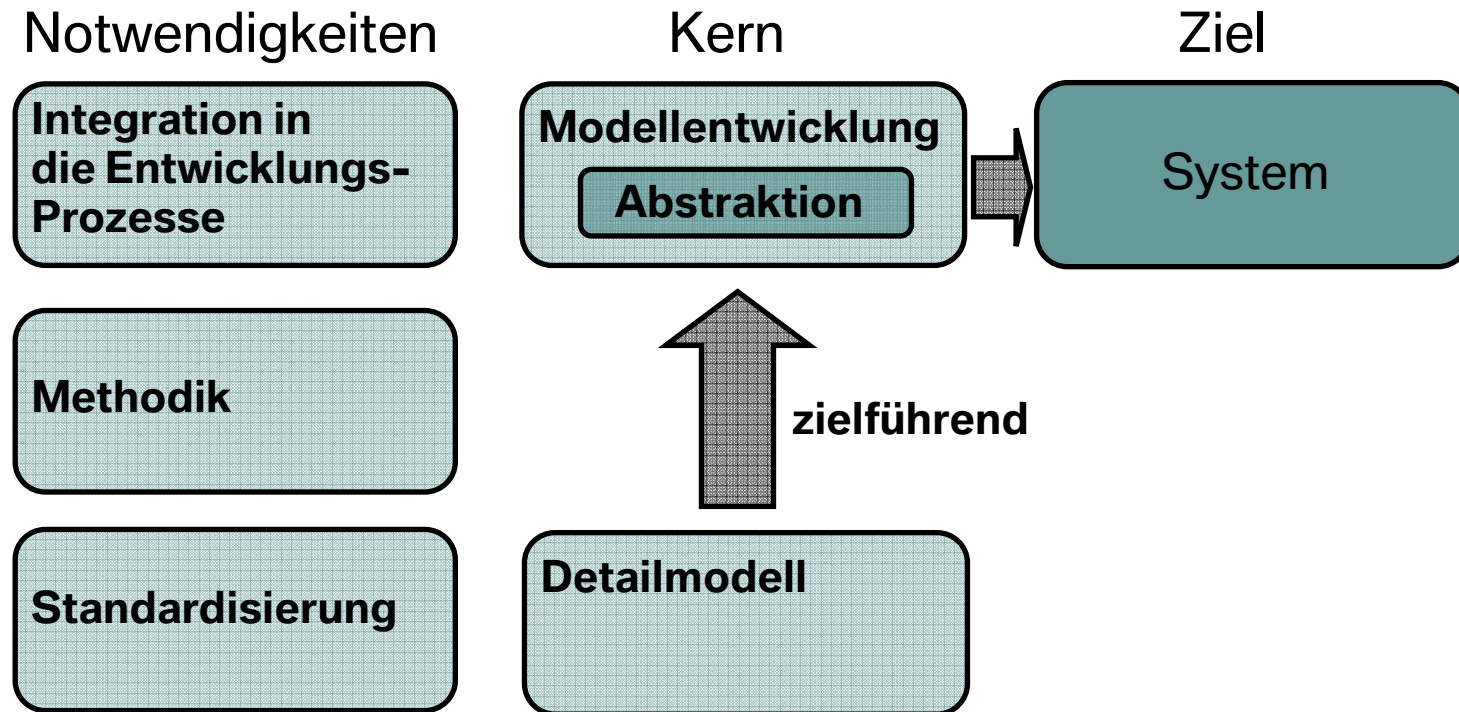 Notwendigkeiten
Kern
Ziel
Integration in
die Entwicklungs-
Prozesse
Modellentwicklung
Abstraktion
System
Methodik
zielführend
Standardisierung
Detailmodell